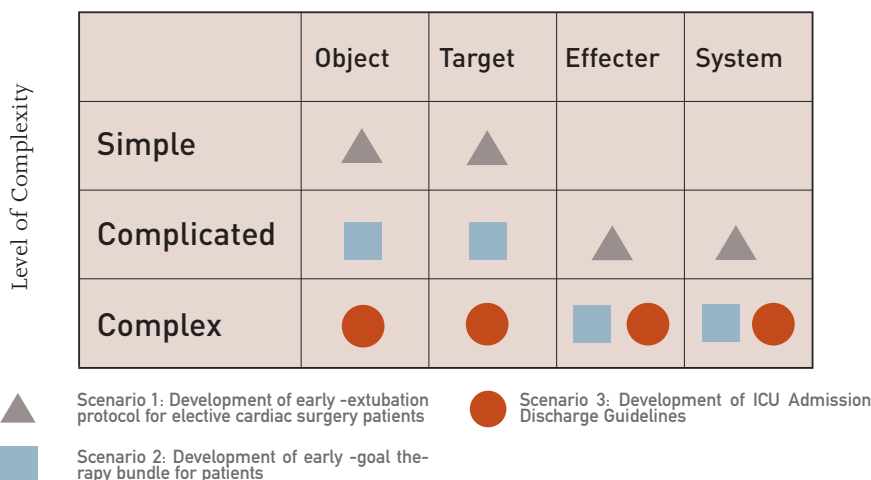 Object Target Effecter System
Level of Complexity
Simple
Complicated
Complex
Scenario 1: Development of early -extubation
protocol for elective cardiac surgery patients
Scenario 3: Development of ICU Admission
Discharge Guidelines
Scenario 2: Development of early -goal the-
rapy bundle for patients